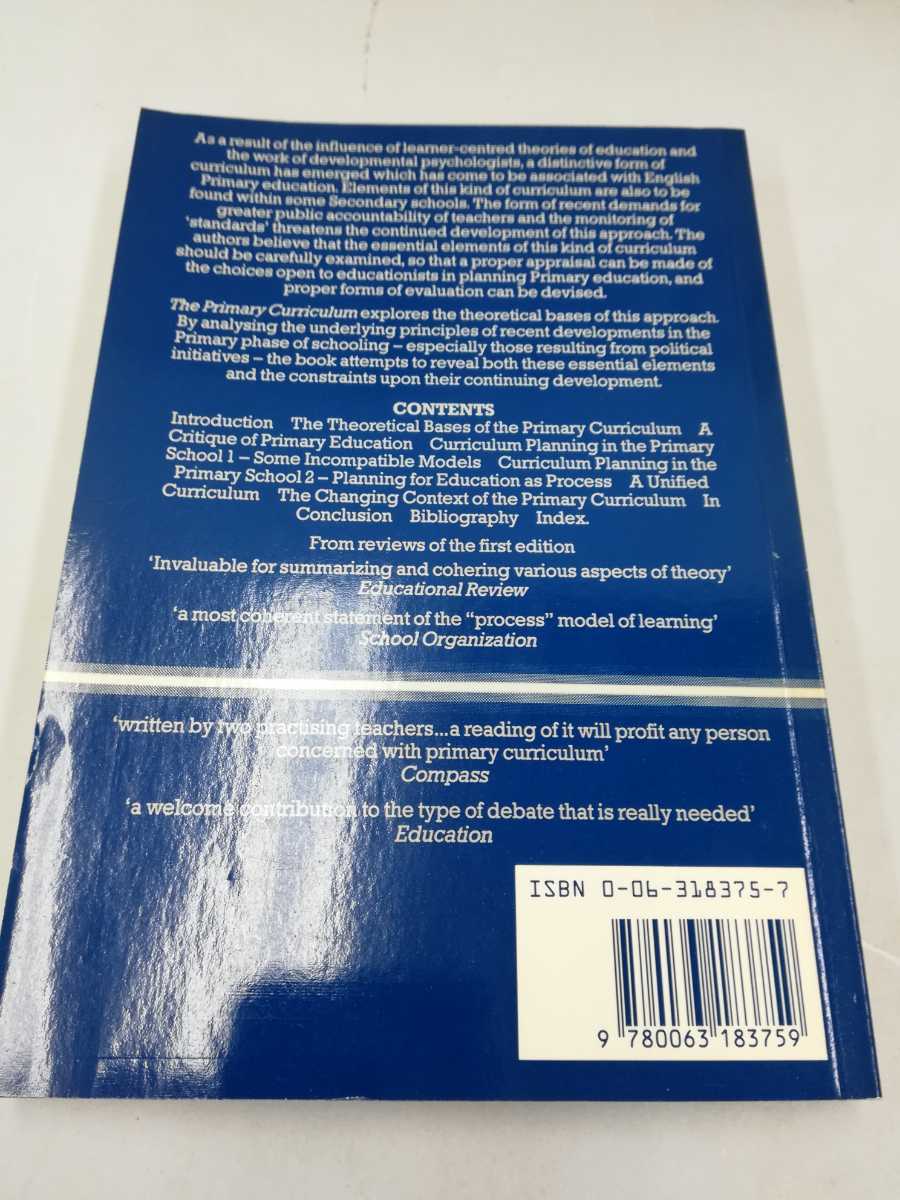 As a result of the influence of learner-centred theories of education and
the work of developmental psychologists, a distinctive form of
curriculum has emerged which has come to be associated with English
Primary education. Elements of this kind of curriculum are also to be
found within some Secondary schools. The form of recent demands for
greater public accountability of teachers and the monitoring of
‘standards’ threatens the continued development of this approach. The
authors believe that the essential elements of this kind of curriculum
should be carefully examined, so that a proper appraisal can be made of
the choices open to educationists in planning Primary education, and
proper forms of evaluation can be devised.
The Primary Curriculum explores the theoretical bases of this approach.
By analysing the underlying principles of recent developments in the
Primary phase of schooling – especially those resulting from political
initiatives – the book attempts to reveal both these essential elements
and the constraints upon their continuing development.
CONTENTS
Introduction The Theoretical Bases of the Primary Curriculum A
Critique of Primary Education Curriculum Planning in the Primary
School 1 – Some Incompatible Models Curriculum Planning in the
Primary School 2 – Planning for Education as Process A Unified
Curriculum The Changing Context of the Primary Curriculum In
Conclusion Bibliography Index.
From reviews of the first edition
‘Invaluable for summarizing and cohering various aspects of theory’
Educational Review
‘a most coherent statement of the “process” model of learning’
School Organization
‘written by two practising teachers...a reading of it will profit any person
concerned with primary curriculum’
Compass
‘a welcome contribution to the type of debate that is really needed’
Education
ISBN 0-06-318375-7
9 780063 183759